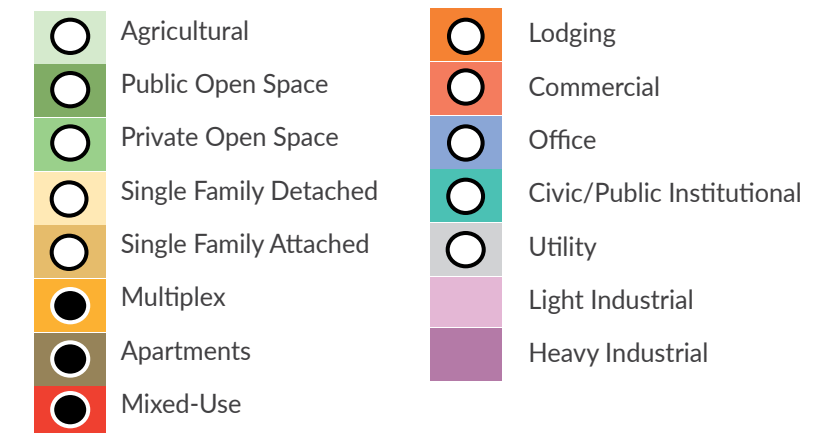 Agricultural
Public Open Space
Private Open Space
Single Family Detached
Single Family Attached
Multiplex
Apartments
Mixed-Use
Lodging
Commercial
Office
Civic/Public Institutional
Utility
Light Industrial
Heavy Industrial